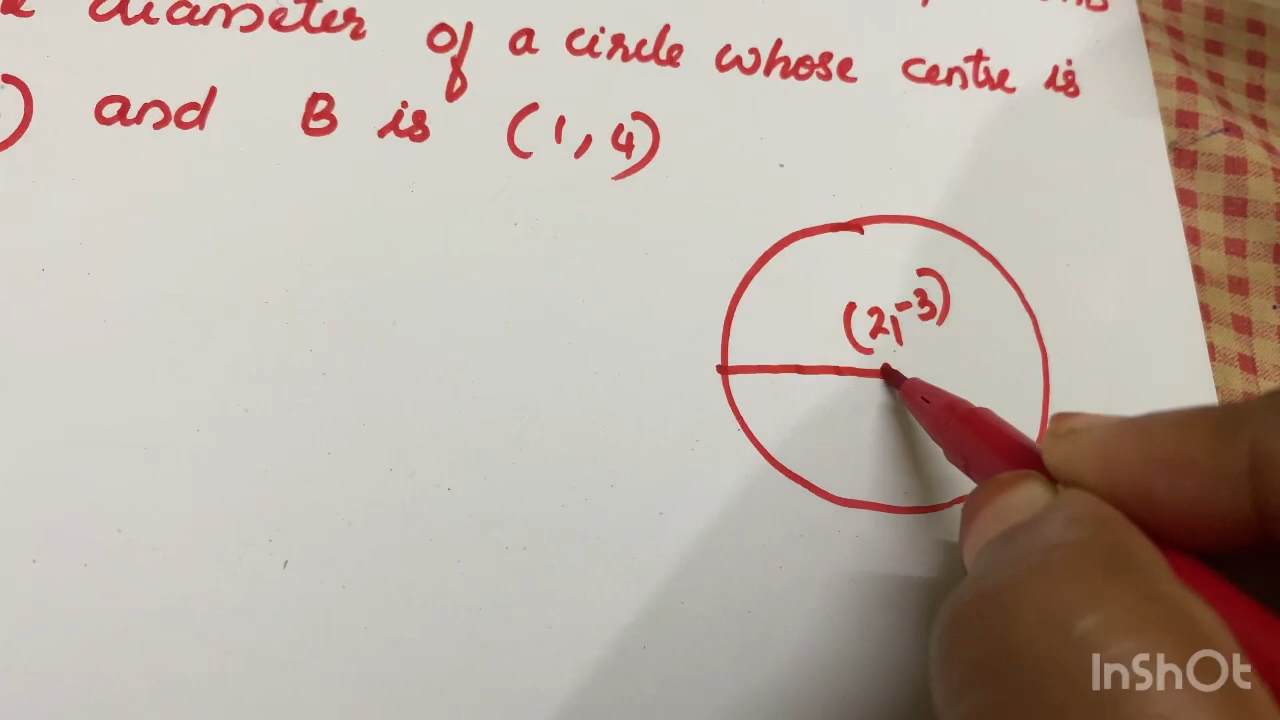 diameter of a circle whose centre is
) and B is (1, 4)
(2, -3)
InShOt